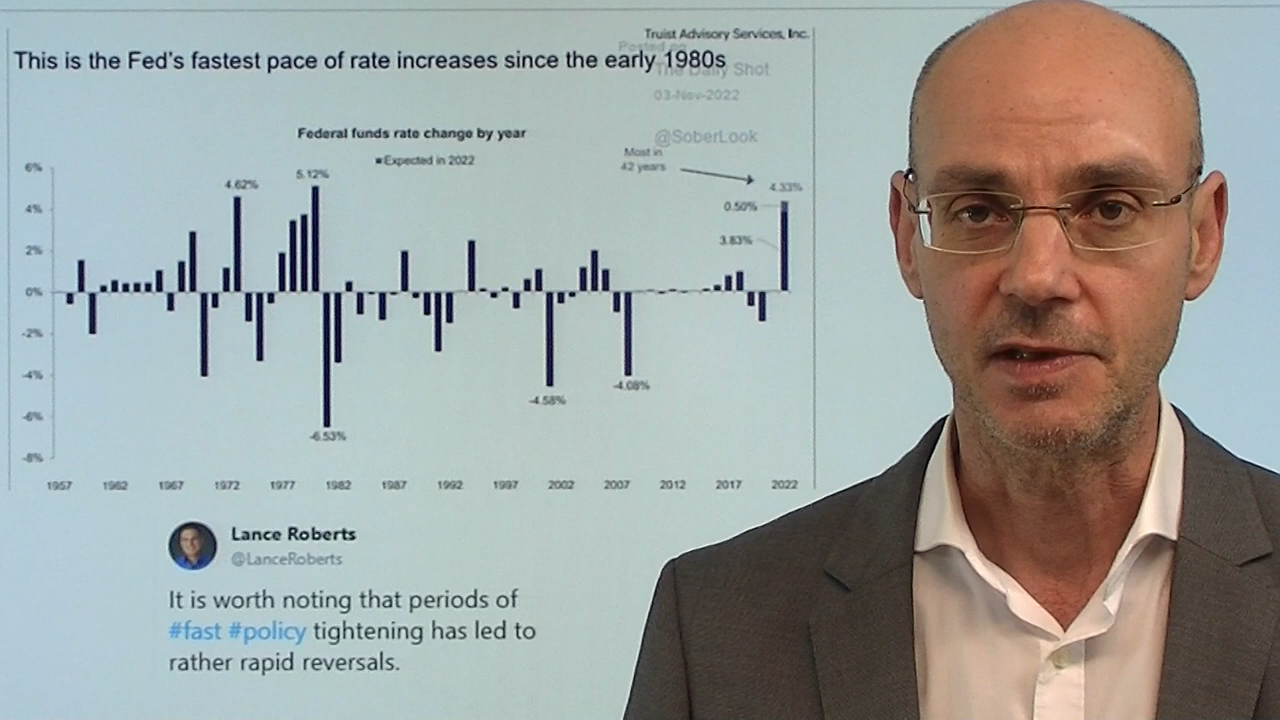 Truist Advisory Services, Inc.
Posted on
This is the Fed's fastest pace of rate increases since the early 1980s
The Daily Shot
03-Nov-2022
Federal funds rate change by year
@SoberLook
Expected in 2022
Most in
42 years
6%
5.12%
4.62%
4.33%
4%
0.50%
3.83%
2%
0%
-2%
-4%
-4.08%
-4.58%
-6%
-6.53%
-8%
1957 1962 1967 1972 1977 1982 1987 1992 1997 2002 2007 2012 2017 2022
Lance Roberts
@LanceRoberts
It is worth noting that periods of
#fast #policy tightening has led to
rather rapid reversals.